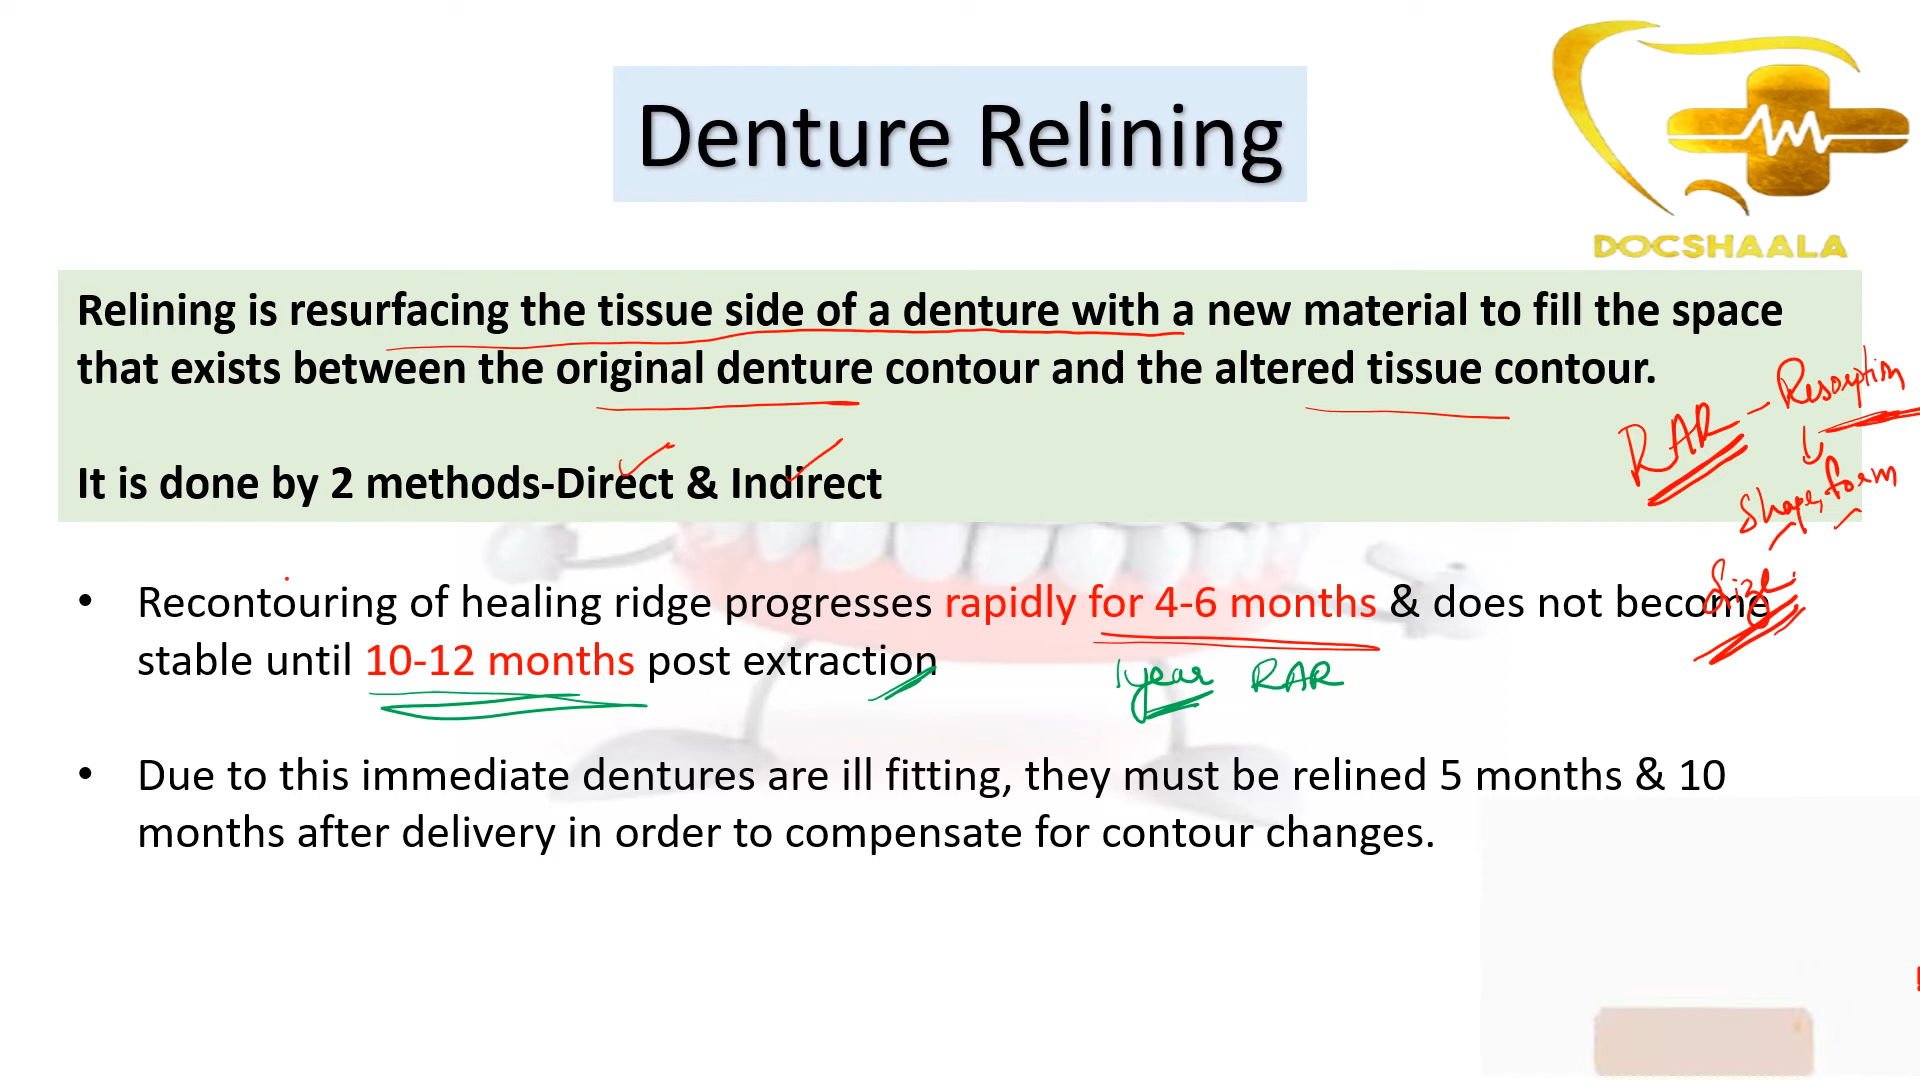 Denture Relining
DOCSHAALA
Relining is resurfacing the tissue side of a denture with a new material to fill the space
that exists between the original denture contour and the altered tissue contour.
RAR - Resorption
Shape, form
Size
It is done by 2 methods-Direct & Indirect
• Recontouring of healing ridge progresses rapidly for 4-6 months & does not become
stable until 10-12 months post extraction
1year RAR
• Due to this immediate dentures are ill fitting, they must be relined 5 months & 10
months after delivery in order to compensate for contour changes.